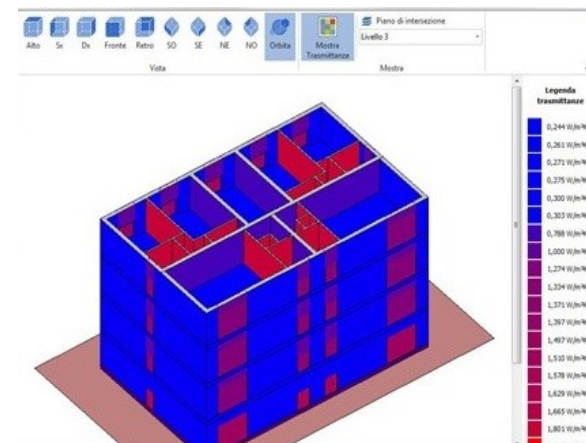 Alto Sx Dx Fronte Retro SO SE NE NO Orbita
Mostra
Trasmittanze
Piano di intersezione
Livello 3
Vista
Mostra
Legenda
trasmittanze
0,244 W/m²K
0,261 W/m²K
0,271 W/m²K
0,275 W/m²K
0,300 W/m²K
0,303 W/m²K
0,788 W/m²K
1,000 W/m²K
1,274 W/m²K
1,334 W/m²K
1,371 W/m²K
1,397 W/m²K
1,497 W/m²K
1,510 W/m²K
1,578 W/m²K
1,629 W/m²K
1,665 W/m²K
1,801 W/m²K